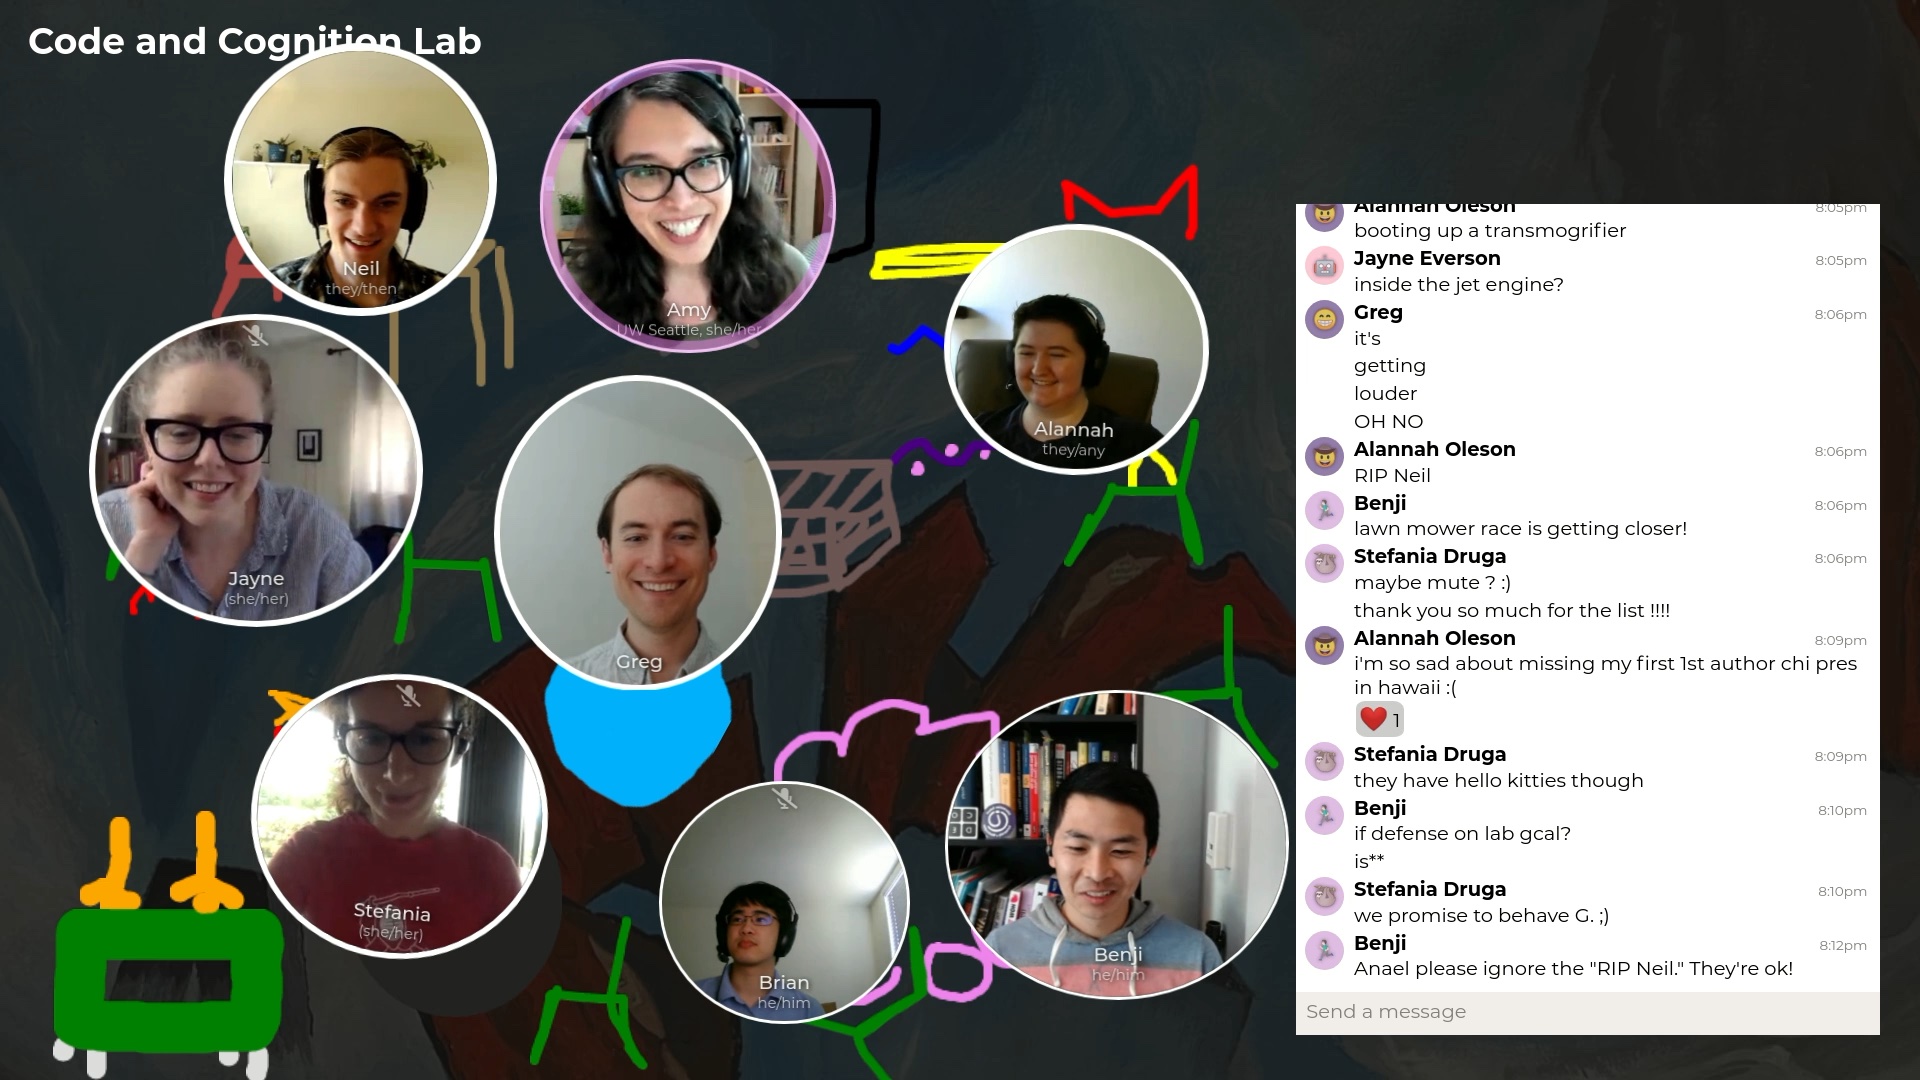 Code and Cognition Lab
Neil
they/then
Amy
UW Seattle, she/her
Alannah
they/any
Jayne
(she/her)
Greg
Stefania
(she/her)
Brian
he/him
Benji
he/him
Alannah Oleson 8:05pm
booting up a transmogrifier
Jayne Everson 8:05pm
inside the jet engine?
Greg 8:06pm
it's
getting
louder
OH NO
Alannah Oleson 8:06pm
RIP Neil
Benji 8:06pm
lawn mower race is getting closer!
Stefania Druga 8:06pm
maybe mute ? :)
thank you so much for the list !!!!
Alannah Oleson 8:09pm
i'm so sad about missing my first 1st author chi pres
in hawaii :(
❤️ 1
Stefania Druga 8:09pm
they have hello kitties though
Benji 8:10pm
if defense on lab gcal?
is**
Stefania Druga 8:10pm
we promise to behave G. ;)
Benji 8:12pm
Anael please ignore the "RIP Neil." They're ok!
Send a message